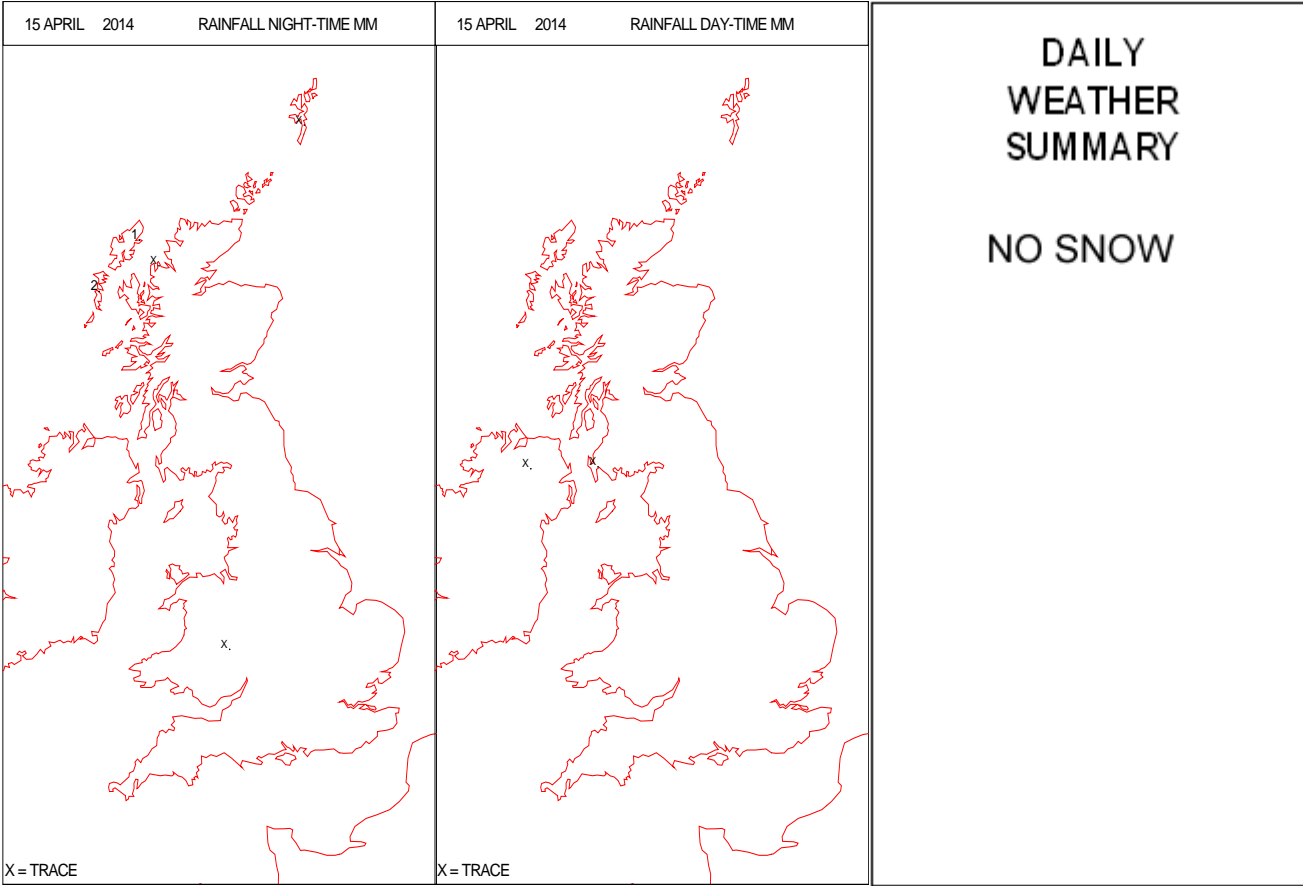 15 APRIL 2014 RAINFALL NIGHT-TIME MM
X
1
X
2
X
X = TRACE
15 APRIL 2014 RAINFALL DAY-TIME MM
X
X
X = TRACE
DAILY
WEATHER
SUMMARY
NO SNOW